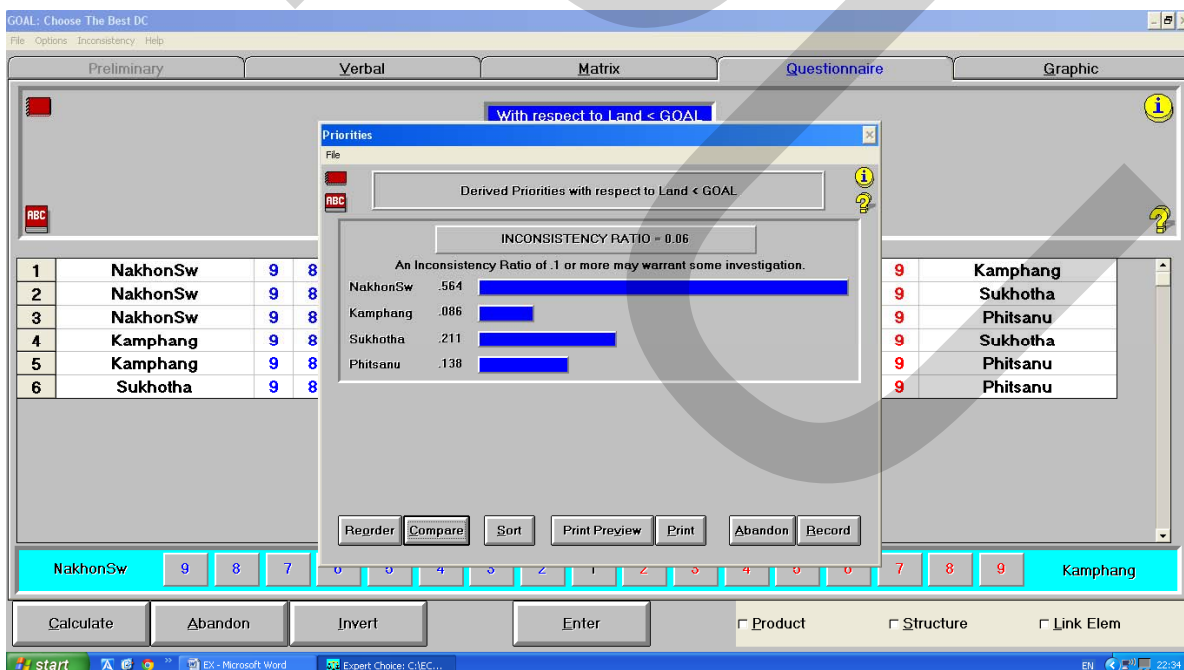 GOAL: Choose The Best DC
File Options Inconsistency Help
Preliminary Verbal Matrix Questionnaire Graphic
With respect to Land < GOAL
Priorities
File
ABC
Derived Priorities with respect to Land < GOAL
INCONSISTENCY RATIO = 0.06
An Inconsistency Ratio of .1 or more may warrant some investigation.
NakhonSw .564
Kamphang .086
Sukhotha .211
Phitsanu .138
Reorder Compare Sort Print Preview Print Abandon Record
ABC
1 NakhonSw 9 8 9 Kamphang
2 NakhonSw 9 8 9 Sukhotha
3 NakhonSw 9 8 9 Phitsanu
4 Kamphang 9 8 9 Sukhotha
5 Kamphang 9 8 9 Phitsanu
6 Sukhotha 9 8 9 Phitsanu
NakhonSw 9 8 7 7 8 9 Kamphang
Calculate Abandon Invert Enter Product Structure Link Elem
start EX - Microsoft Word Expert Choice: C:\EC... EN 22:34